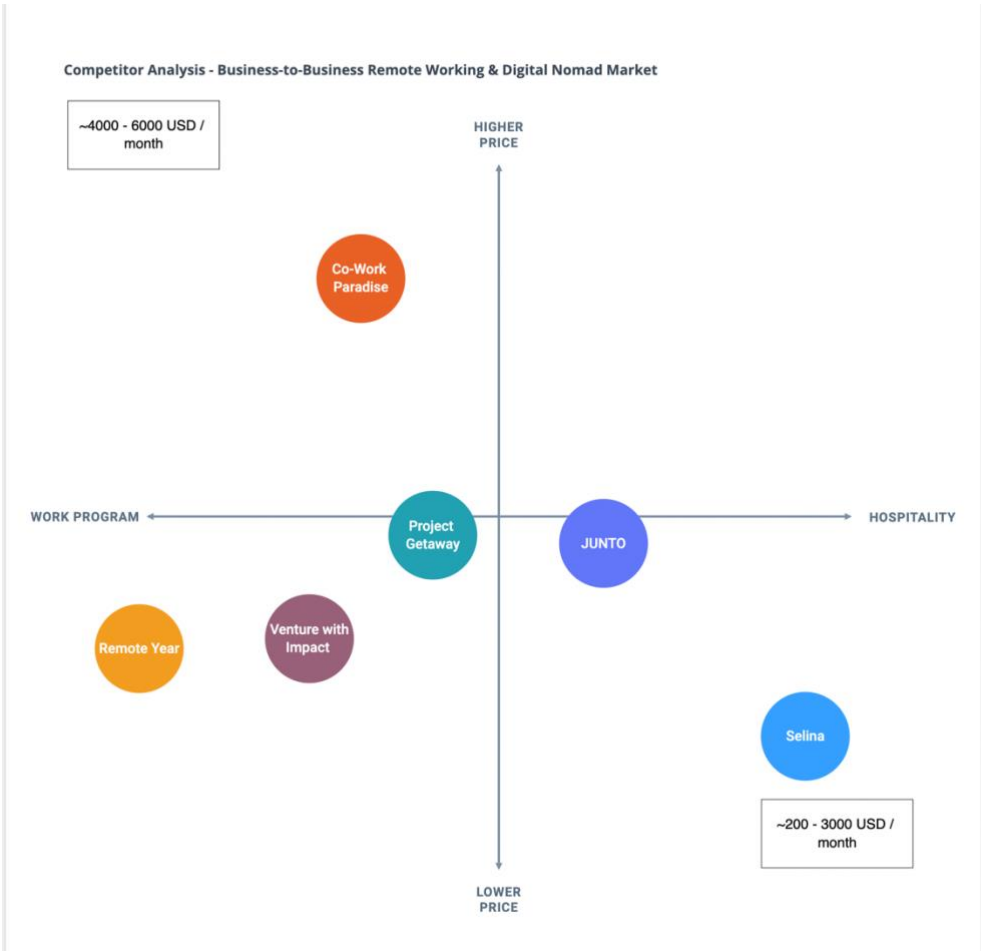 Competitor Analysis - Business-to-Business Remote Working & Digital Nomad Market
~4000 - 6000 USD /
month
HIGHER
PRICE
Co-Work
Paradise
WORK PROGRAM
Project
Getaway
JUNTO
HOSPITALITY
Remote Year
Venture with
Impact
Selina
~200 - 3000 USD /
month
LOWER
PRICE